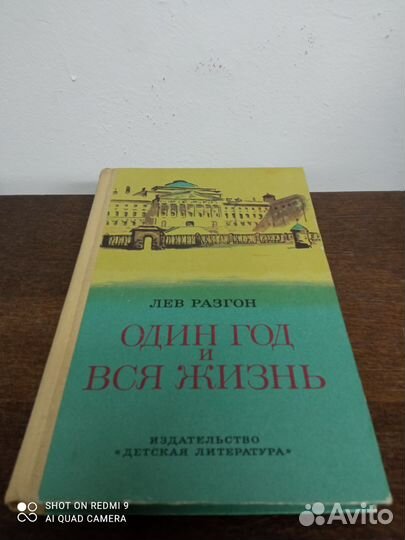 ЛЕВ РАЗГОН
ОДИН ГОД
И
ВСЯ ЖИЗНЬ
ИЗДАТЕЛЬСТВО
«ДЕТСКАЯ ЛИТЕРАТУРА»
SHOT ON REDMI 9
AI QUAD CAMERA
Avito